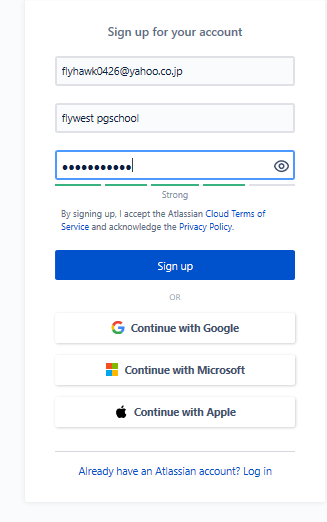 Sign up for your account
flyhawk0426@yahoo.co.jp
flywest pgschool
●●●●●●●●●●●
Strong
By signing up, I accept the Atlassian Cloud Terms of
Service and acknowledge the Privacy Policy.
Sign up
OR
Continue with Google
Continue with Microsoft
Continue with Apple
Already have an Atlassian account? Log in